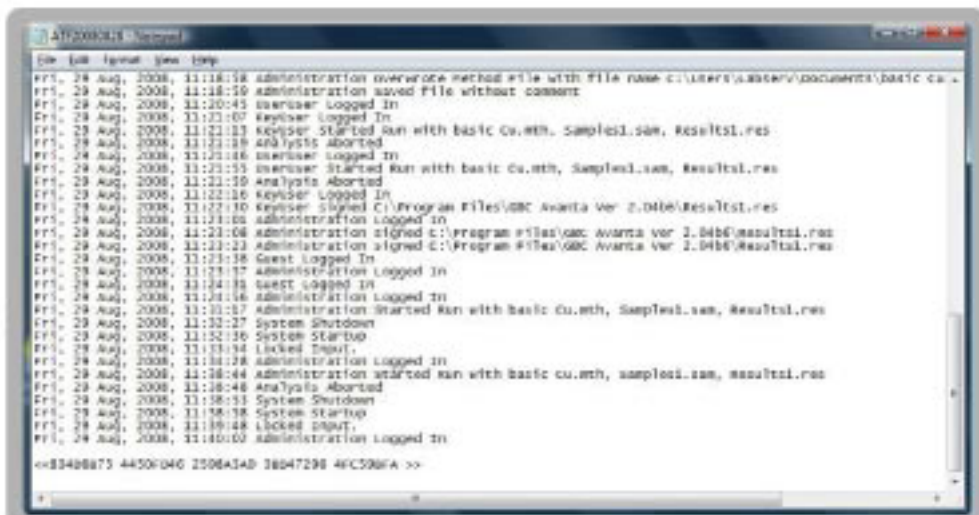 File Edit Format View Help
Fri, 29 Aug, 2008, 11:18:58 Administration Overwrote Method File with file name C:\Users\Labserv\Documents\basic Cu
Fri, 29 Aug, 2008, 11:18:59 Administration saved file without comment
Fri, 29 Aug, 2008, 11:20:45 UserUser Logged In
Fri, 29 Aug, 2008, 11:21:07 KeyUser Logged In
Fri, 29 Aug, 2008, 11:21:13 KeyUser Started Run with basic Cu.mth, Samples1.sam, Results1.res
Fri, 29 Aug, 2008, 11:21:19 Analysis Aborted
Fri, 29 Aug, 2008, 11:21:46 UserUser Logged In
Fri, 29 Aug, 2008, 11:21:55 UserUser Started Run with basic Cu.mth, Samples1.sam, Results1.res
Fri, 29 Aug, 2008, 11:21:59 Analysis Aborted
Fri, 29 Aug, 2008, 11:22:16 KeyUser Logged In
Fri, 29 Aug, 2008, 11:22:30 KeyUser signed C:\Program Files\GBC Avanta Ver 2.04b6\Results1.res
Fri, 29 Aug, 2008, 11:23:01 Administration Logged In
Fri, 29 Aug, 2008, 11:23:08 Administration signed C:\Program Files\GBC Avanta Ver 2.04b6\Results1.res
Fri, 29 Aug, 2008, 11:23:23 Administration signed C:\Program Files\GBC Avanta Ver 2.04b6\Results1.res
Fri, 29 Aug, 2008, 11:23:38 Guest Logged In
Fri, 29 Aug, 2008, 11:23:57 Administration Logged In
Fri, 29 Aug, 2008, 11:24:31 Guest Logged In
Fri, 29 Aug, 2008, 11:24:56 Administration Logged In
Fri, 29 Aug, 2008, 11:31:57 Administration Started Run with basic Cu.mth, Samples1.sam, Results1.res
Fri, 29 Aug, 2008, 11:32:27 System Shutdown
Fri, 29 Aug, 2008, 11:32:36 System Startup
Fri, 29 Aug, 2008, 11:33:54 Locked Input.
Fri, 29 Aug, 2008, 11:34:28 Administration Logged In
Fri, 29 Aug, 2008, 11:38:44 Administration Started Run with basic Cu.mth, Samples1.sam, Results1.res
Fri, 29 Aug, 2008, 11:38:48 Analysis Aborted
Fri, 29 Aug, 2008, 11:38:53 System Shutdown
Fri, 29 Aug, 2008, 11:38:58 System Startup
Fri, 29 Aug, 2008, 11:39:48 Locked Input.
Fri, 29 Aug, 2008, 11:40:02 Administration Logged In